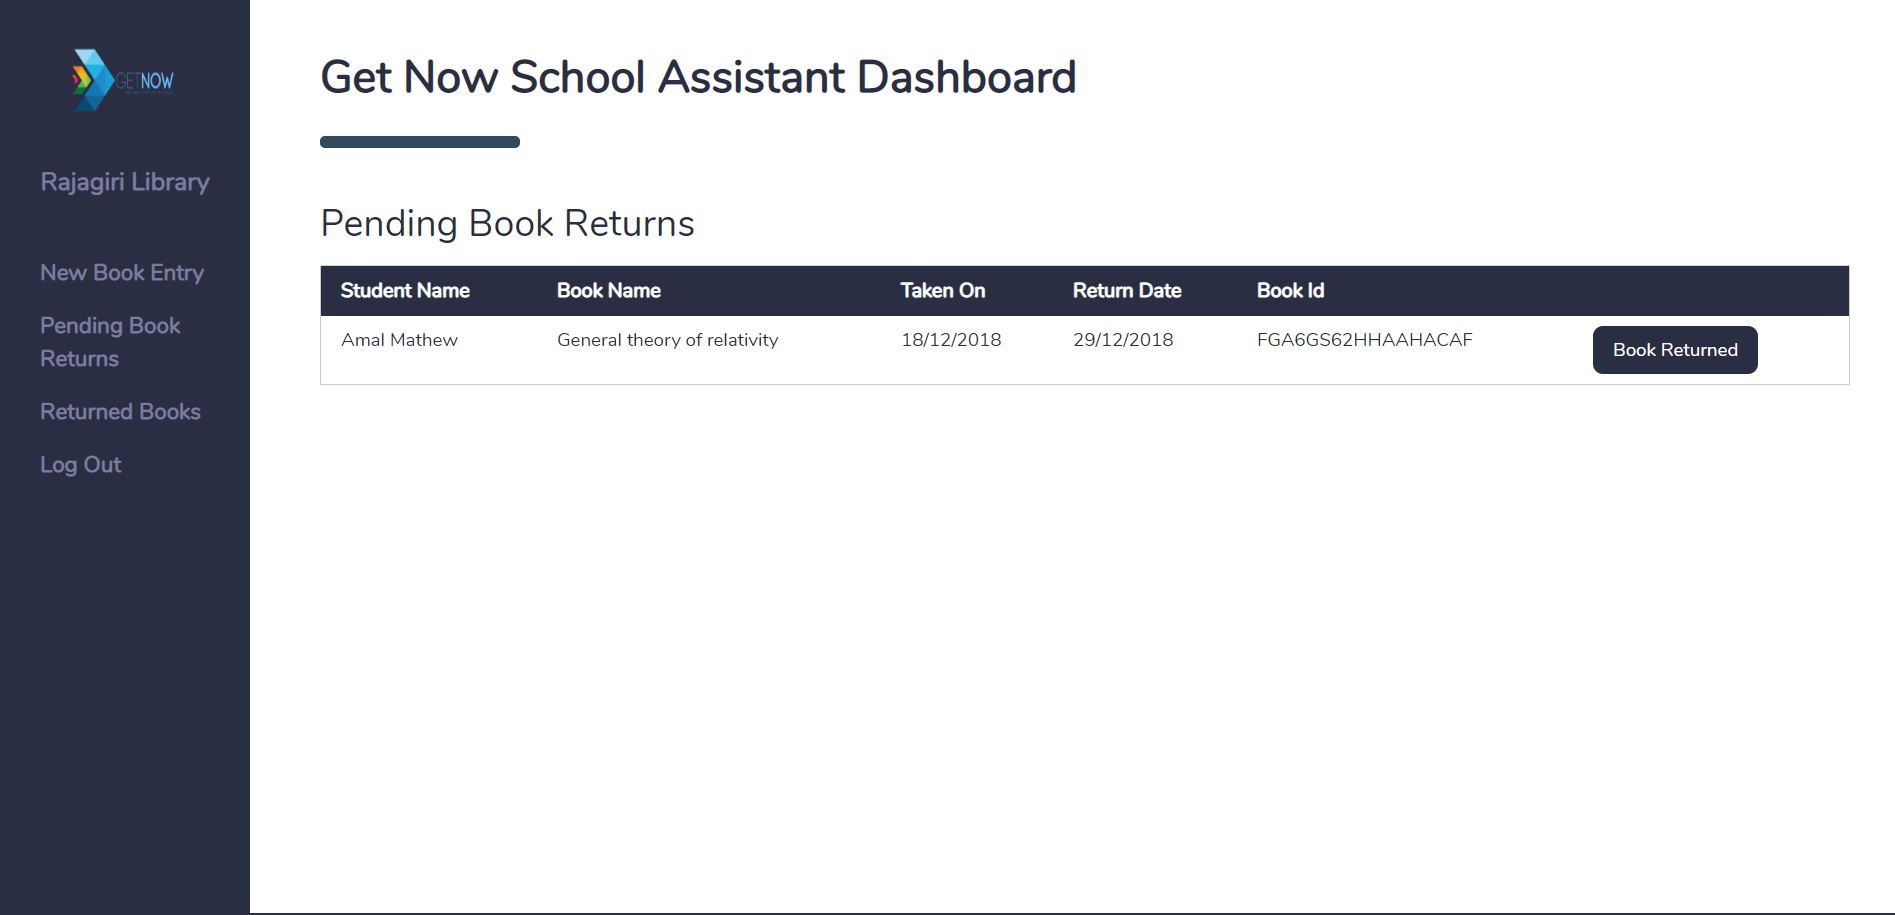 GETNOW
Rajagiri Library
New Book Entry
Pending Book
Returns
Returned Books
Log Out
Get Now School Assistant Dashboard
Pending Book Returns
Student Name Book Name Taken On Return Date Book Id
Amal Mathew General theory of relativity 18/12/2018 29/12/2018 FGA6GS62HHAAHACAF Book Returned